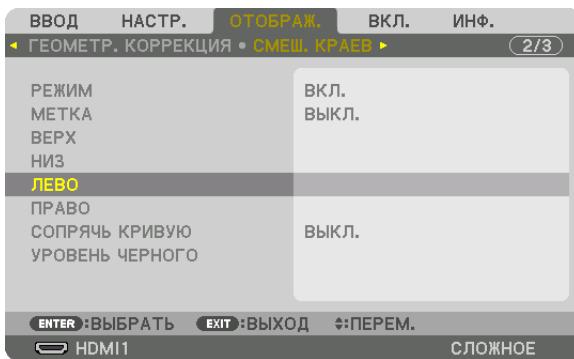 ВВОД НАСТР. ОТОБРАЖ. ВКЛ. ИНФ.
ГЕОМЕТР. КОРРЕКЦИЯ • СМЕШ. КРАЕВ 2/3
РЕЖИМ ВКЛ.
МЕТКА ВЫКЛ.
ВЕРХ
НИЗ
ЛЕВО
ПРАВО
СОПРЯЧЬ КРИВУЮ ВЫКЛ.
УРОВЕНЬ ЧЕРНОГО
ENTER :ВЫБРАТЬ EXIT :ВЫХОД :ПЕРЕМ.
HDMI1 СЛОЖНОЕ